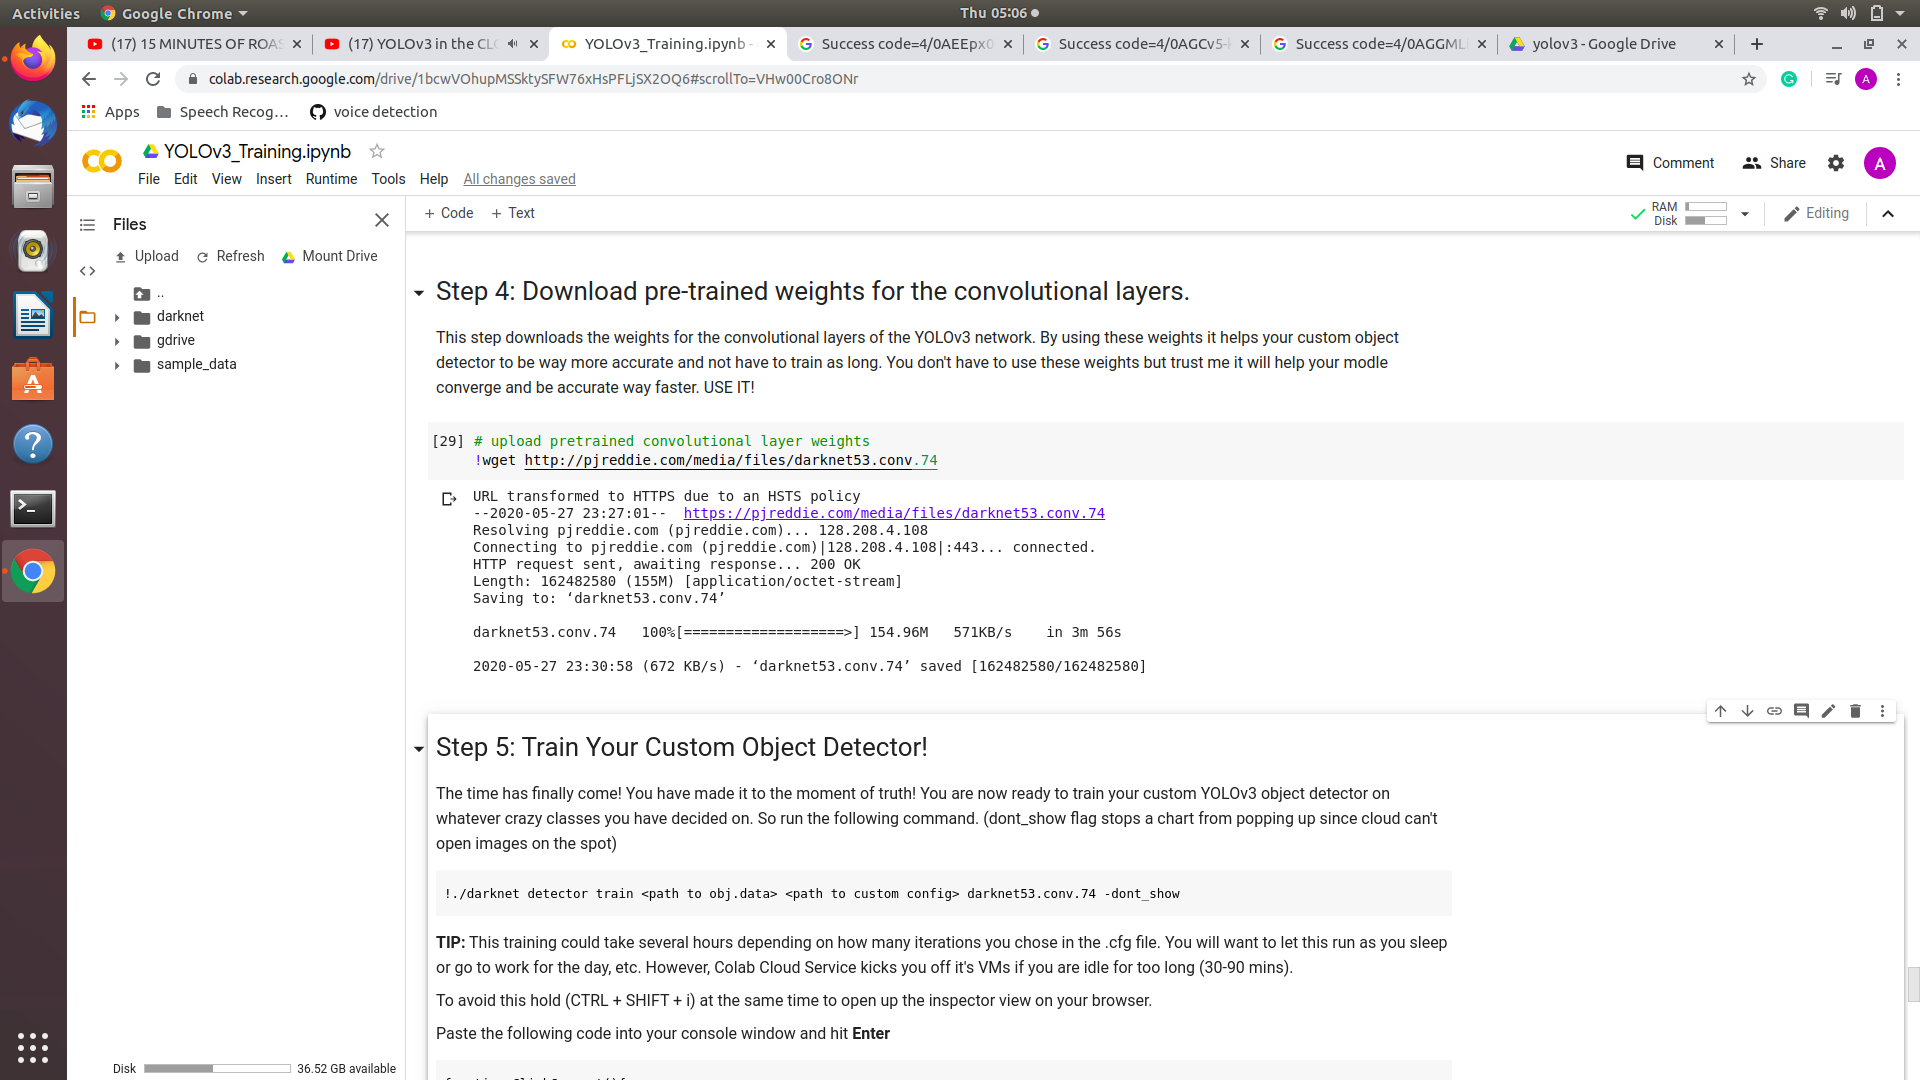 Activities
Google Chrome
Thu 05:06
(17) 15 MINUTES OF ROAS
(17) YOLOv3 in the CLO
YOLOv3_Training.ipynb -
Success code=4/0AEEpx0
Success code=4/0AGCv5-
Success code=4/0AGGML
yolov3 - Google Drive
colab.research.google.com/drive/1bcwVOhupMSSktySFW76xHsPFLjSX2OQ6#scrollTo=VHw00Cro8ONr
A
Apps
Speech Recog...
voice detection
YOLOv3_Training.ipynb
Comment
Share
A
File Edit View Insert Runtime Tools Help All changes saved
Files
+ Code + Text
RAM
Disk
Editing
Upload Refresh Mount Drive
..
darknet
gdrive
sample_data
Step 4: Download pre-trained weights for the convolutional layers.
This step downloads the weights for the convolutional layers of the YOLOv3 network. By using these weights it helps your custom object
detector to be way more accurate and not have to train as long. You don't have to use these weights but trust me it will help your modle
converge and be accurate way faster. USE IT!
[29] # upload pretrained convolutional layer weights
!wget http://pjreddie.com/media/files/darknet53.conv.74
URL transformed to HTTPS due to an HSTS policy
--2020-05-27 23:27:01--  https://pjreddie.com/media/files/darknet53.conv.74
Resolving pjreddie.com (pjreddie.com)... 128.208.4.108
Connecting to pjreddie.com (pjreddie.com)|128.208.4.108|:443... connected.
HTTP request sent, awaiting response... 200 OK
Length: 162482580 (155M) [application/octet-stream]
Saving to: ‘darknet53.conv.74’
darknet53.conv.74   100%[===================>] 154.96M   571KB/s    in 3m 56s
2020-05-27 23:30:58 (672 KB/s) - ‘darknet53.conv.74’ saved [162482580/162482580]
Step 5: Train Your Custom Object Detector!
The time has finally come! You have made it to the moment of truth! You are now ready to train your custom YOLOv3 object detector on
whatever crazy classes you have decided on. So run the following command. (dont_show flag stops a chart from popping up since cloud can't
open images on the spot)
!./darknet detector train <path to obj.data> <path to custom config> darknet53.conv.74 -dont_show
TIP: This training could take several hours depending on how many iterations you chose in the .cfg file. You will want to let this run as you sleep
or go to work for the day, etc. However, Colab Cloud Service kicks you off it's VMs if you are idle for too long (30-90 mins).
To avoid this hold (CTRL + SHIFT + i) at the same time to open up the inspector view on your browser.
Paste the following code into your console window and hit Enter
Disk 36.52 GB available